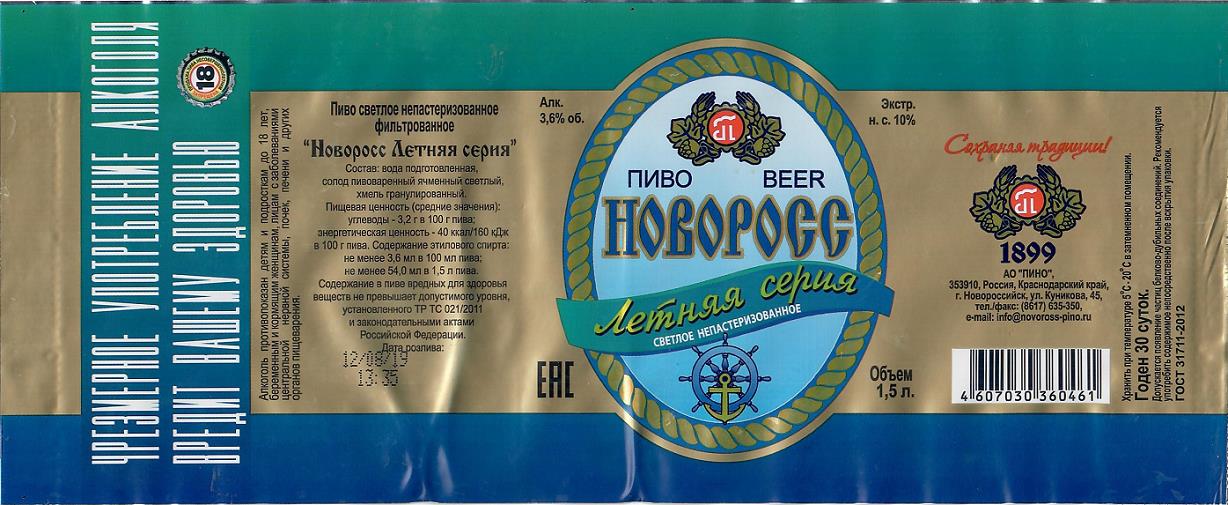 ЧРЕЗМЕРНОЕ УПОТРЕБЛЕНИЕ АЛКОГОЛЯ
ВРЕДИТ ВАШЕМУ ЗДОРОВЬЮ
18
Алкоголь противопоказан детям и подросткам до 18 лет,
беременным и кормящим женщинам, лицам с заболеваниями
центральной нервной системы, почек, печени и других
органов пищеварения.
Пиво светлое непастеризованное
фильтрованное
"Новоросс Летняя серия"
Состав: вода подготовленная,
солод пивоваренный ячменный светлый,
хмель гранулированный.
Пищевая ценность (средние значения):
углеводы - 3,2 г в 100 г пива;
энергетическая ценность - 40 ккал/160 кДж
в 100 г пива. Содержание этилового спирта:
не менее 3,6 мл в 100 мл пива;
не менее 54,0 мл в 1,5 л пива.
Содержание в пиве вредных для здоровья
веществ не превышает допустимого уровня,
установленного ТР ТС 021/2011
и законодательными актами
Российской Федерации.
Дата розлива:
12/08/19
13:35
Алк.
3,6% об.
EAC
Экстр.
н. с. 10%
ПИВО BEER
НОВОРОСС
Летняя серия
СВЕТЛОЕ НЕПАСТЕРИЗОВАННОЕ
Объем
1,5 л.
Сохраняя традиции!
1899
АО "ПИНО",
353910, Россия, Краснодарский край,
г. Новороссийск, ул. Куникова, 45,
тел./факс: (8617) 635-350,
e-mail: info@novoross-pino.ru
4 607030 360461
Хранить при температуре 5°С - 20°С в затемненном помещении.
Годен 30 суток.
Допускается появление частиц белково-дубильных соединений. Рекомендуется
употребить содержимое непосредственно после вскрытия упаковки.
ГОСТ 31711-2012